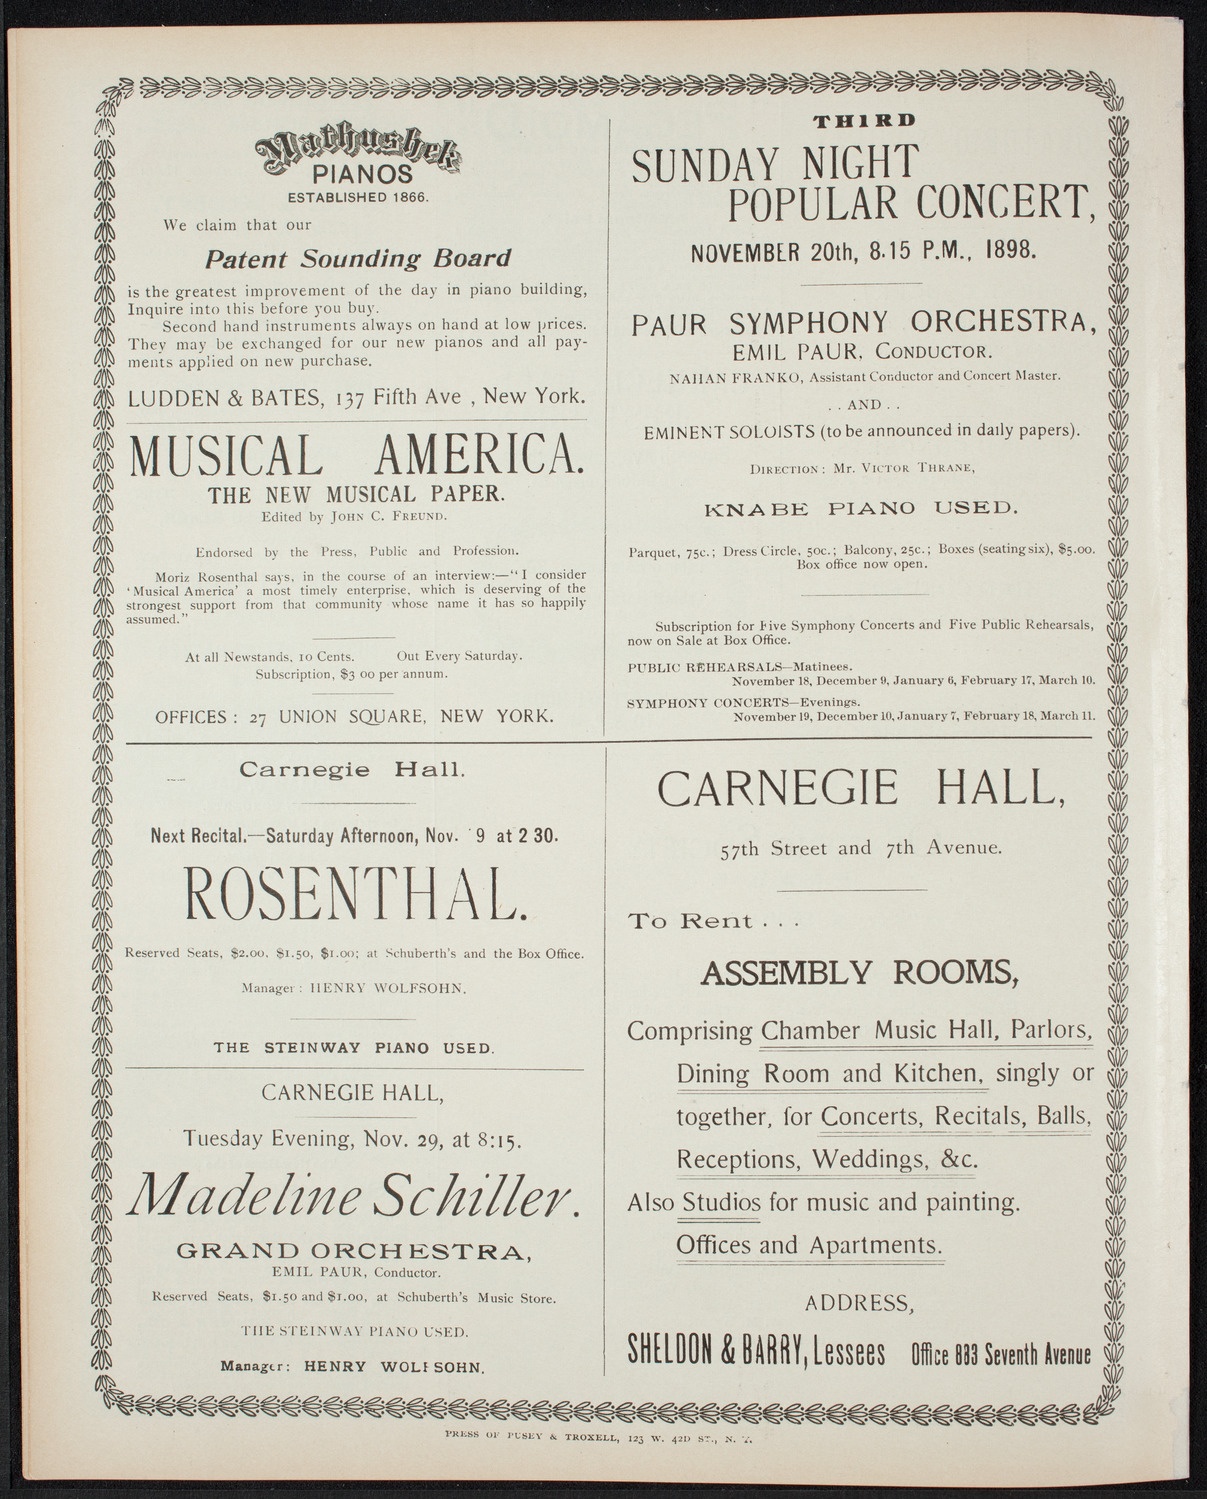 Mathushek
PIANOS
ESTABLISHED 1866.
We claim that our
Patent Sounding Board
is the greatest improvement of the day in piano building,
Inquire into this before you buy.
Second hand instruments always on hand at low prices.
They may be exchanged for our new pianos and all pay-
ments applied on new purchase.
LUDDEN & BATES, 137 Fifth Ave , New York.
MUSICAL AMERICA.
THE NEW MUSICAL PAPER.
Edited by JOHN C. FREUND.
Endorsed by the Press, Public and Profession.
Moriz Rosenthal says, in the course of an interview:—"I consider
'Musical America' a most timely enterprise, which is deserving of the
strongest support from that community whose name it has so happily
assumed."
At all Newstands, 10 Cents. Out Every Saturday.
Subscription, $3 00 per annum.
OFFICES : 27 UNION SQUARE, NEW YORK.
THIRD
SUNDAY NIGHT
POPULAR CONCERT,
NOVEMBER 20th, 8.15 P.M., 1898.
PAUR SYMPHONY ORCHESTRA,
EMIL PAUR, CONDUCTOR.
NAHAN FRANKO, Assistant Conductor and Concert Master.
. . AND . .
EMINENT SOLOISTS (to be announced in daily papers).
DIRECTION : MR. VICTOR THRANE,
KNABE PIANO USED.
Parquet, 75c.; Dress Circle, 50c.; Balcony, 25c.; Boxes (seating six), $5.00.
Box office now open.
Subscription for Five Symphony Concerts and Five Public Rehearsals,
now on Sale at Box Office.
PUBLIC REHEARSALS—Matinees.
November 18, December 9, January 6, February 17, March 10.
SYMPHONY CONCERTS—Evenings.
November 19, December 10, January 7, February 18, March 11.
Carnegie Hall.
Next Recital.—Saturday Afternoon, Nov. 9 at 2 30.
ROSENTHAL.
Reserved Seats, $2.00, $1.50, $1.00; at Schuberth's and the Box Office.
Manager : HENRY WOLFSOHN.
THE STEINWAY PIANO USED.
CARNEGIE HALL,
Tuesday Evening, Nov. 29, at 8:15.
Madeline Schiller.
GRAND ORCHESTRA,
EMIL PAUR, Conductor.
Reserved Seats, $1.50 and $1.00, at Schuberth's Music Store.
THE STEINWAY PIANO USED.
Manager: HENRY WOLFSOHN.
CARNEGIE HALL,
57th Street and 7th Avenue.
To Rent . . .
ASSEMBLY ROOMS,
Comprising Chamber Music Hall, Parlors,
Dining Room and Kitchen, singly or
together, for Concerts, Recitals, Balls,
Receptions, Weddings, &c.
Also Studios for music and painting.
Offices and Apartments.
ADDRESS,
SHELDON & BARRY, Lessees Office 883 Seventh Avenue
PRESS OF PUSEY & TROXELL, 123 W. 42D ST., N. Y.